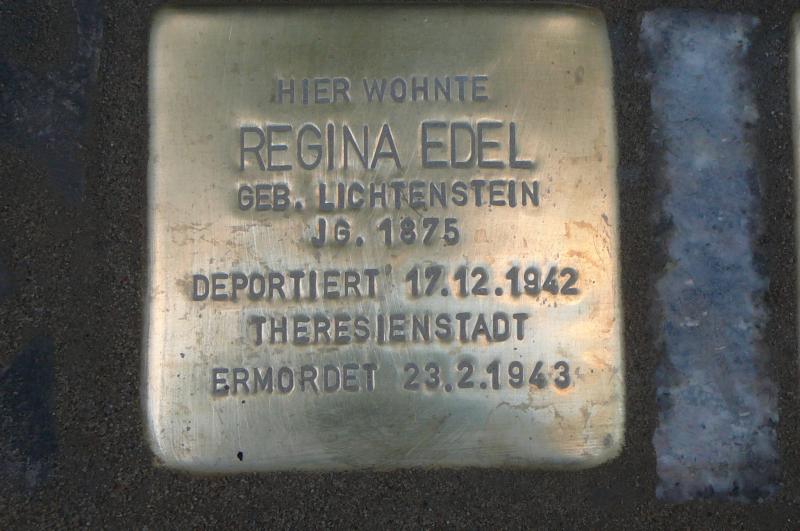 HIER WOHNTE
REGINA EDEL
GEB. LICHTENSTEIN
JG. 1875
DEPORTIERT 17.12.1942
THERESIENSTADT
ERMORDET 23.2.1943